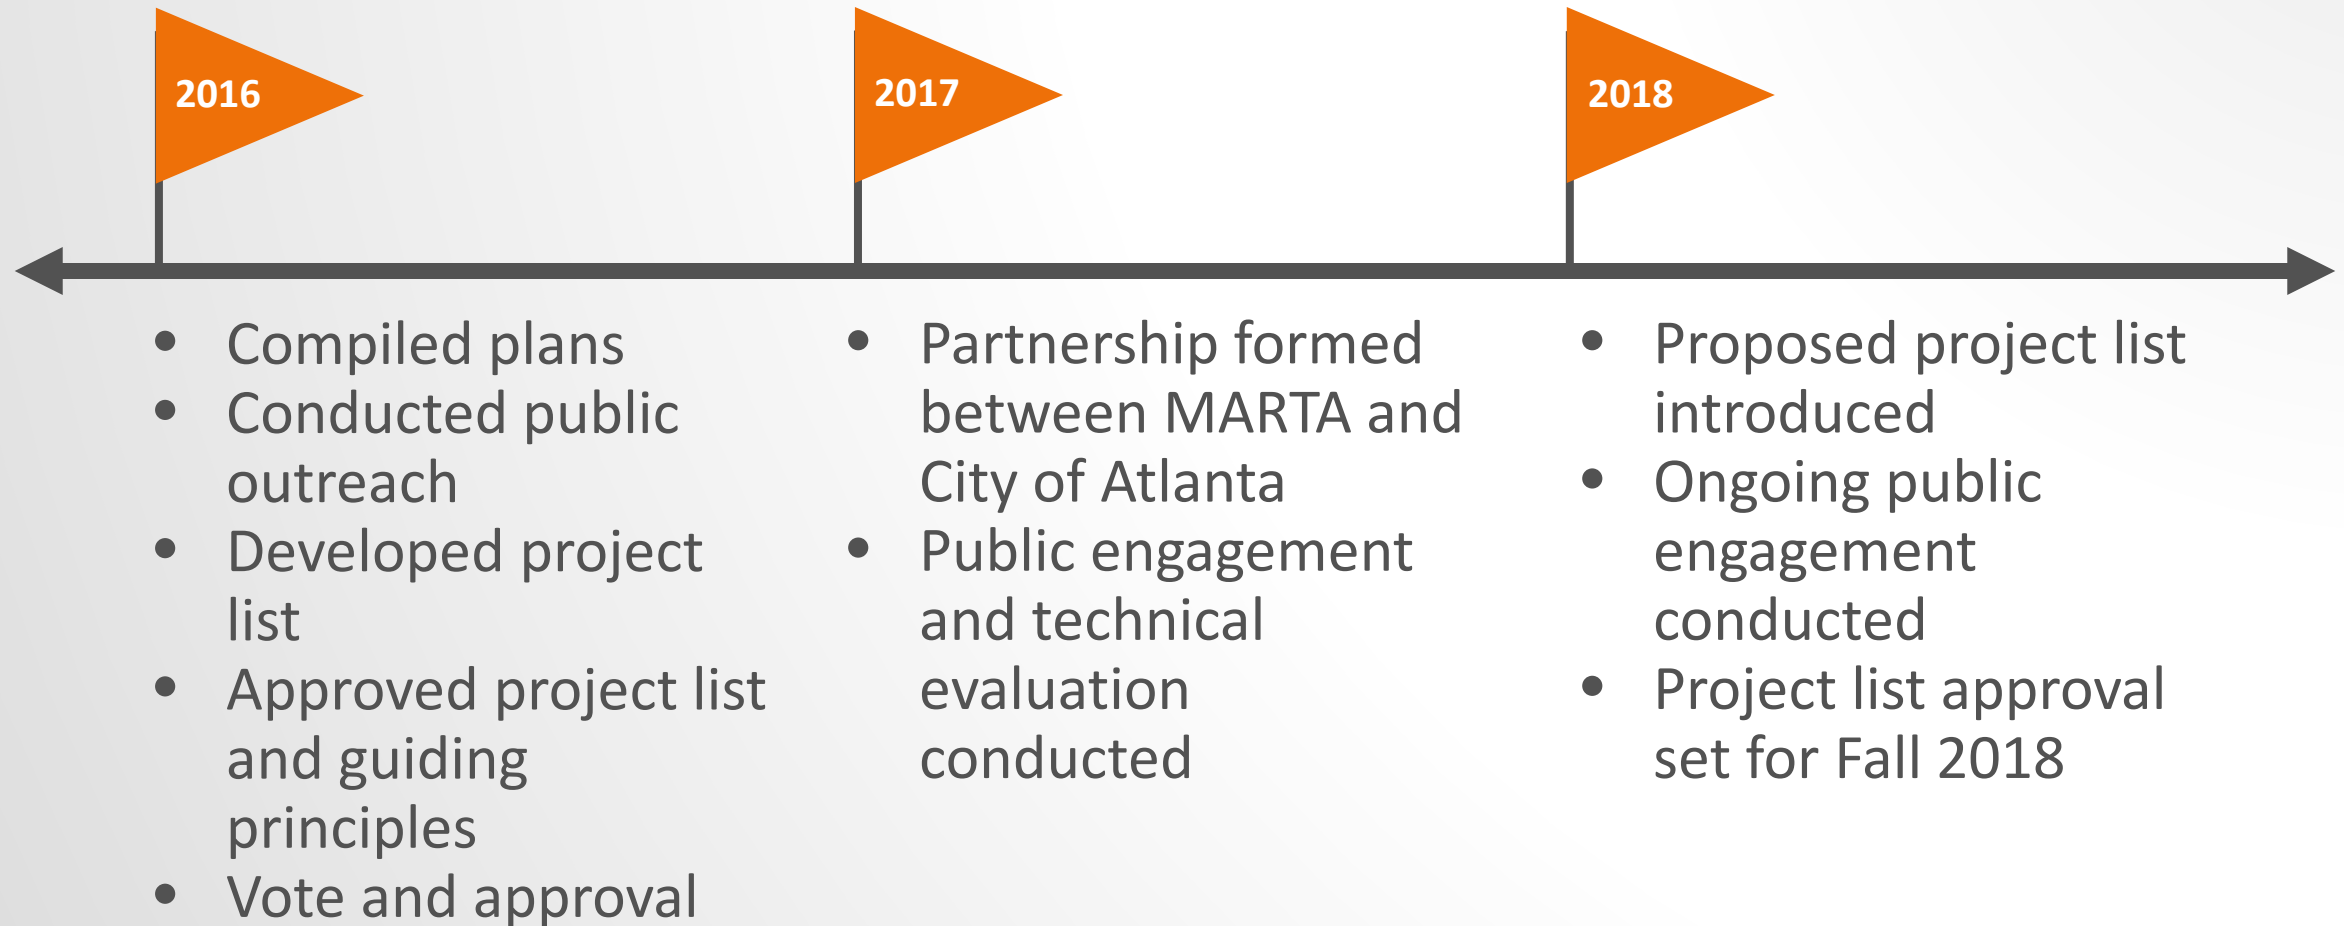 2016
2017
2018
• Compiled plans
• Conducted public
outreach
• Developed project
list
• Approved project list
and guiding
principles
• Vote and approval
• Partnership formed
between MARTA and
City of Atlanta
• Public engagement
and technical
evaluation
conducted
• Proposed project list
introduced
• Ongoing public
engagement
conducted
• Project list approval
set for Fall 2018